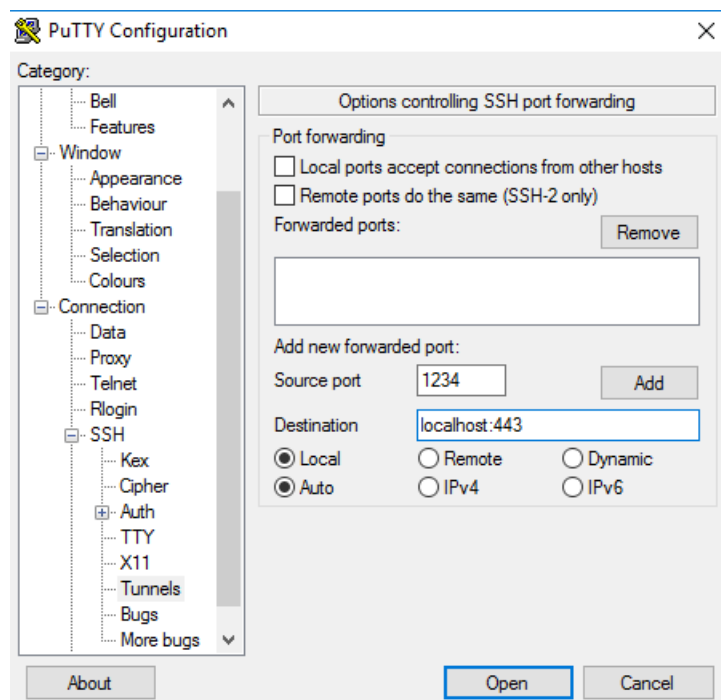 PuTTY Configuration
Category:
Bell
Features
Window
Appearance
Behaviour
Translation
Selection
Colours
Connection
Data
Proxy
Telnet
Rlogin
SSH
Kex
Cipher
Auth
TTY
X11
Tunnels
Bugs
More bugs
Options controlling SSH port forwarding
Port forwarding
Local ports accept connections from other hosts
Remote ports do the same (SSH-2 only)
Forwarded ports:
Remove
Add new forwarded port:
Source port 1234 Add
Destination localhost:443
Local Remote Dynamic
Auto IPv4 IPv6
About Open Cancel